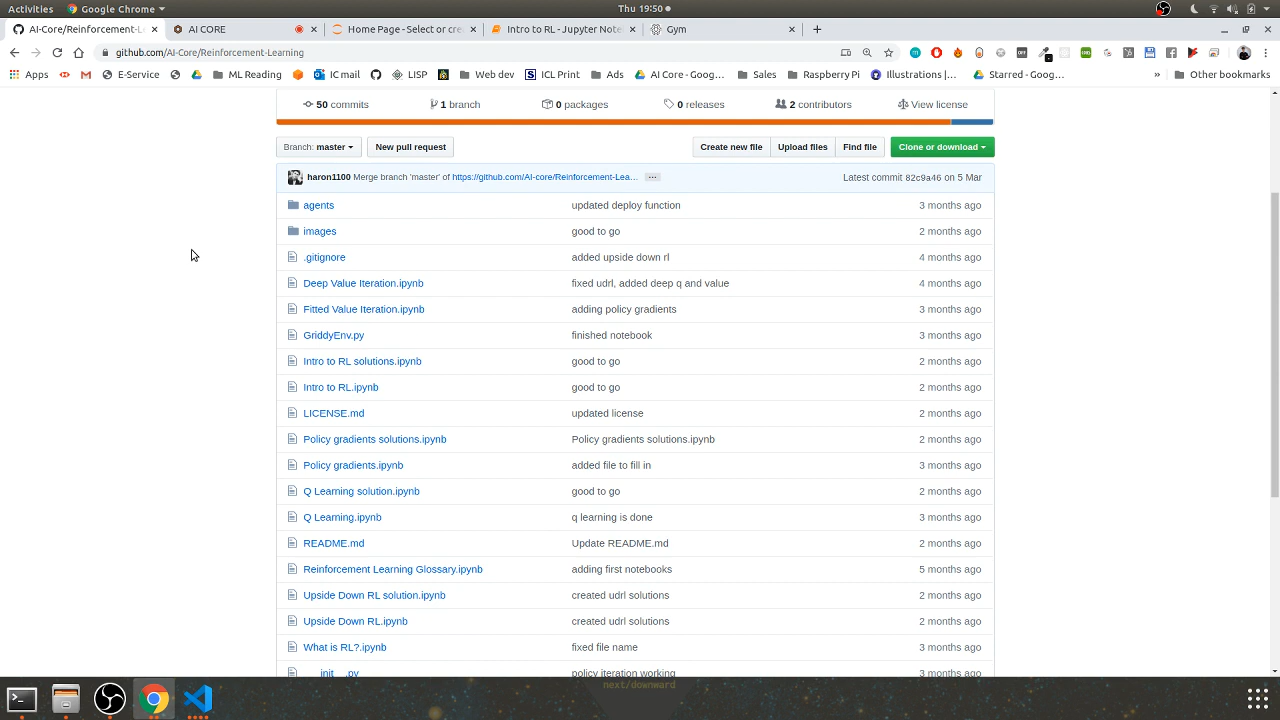 Activities Google Chrome Thu 19:50
AI-Core/Reinforcement-L AI CORE Home Page - Select or cre Intro to RL - Jupyter Note Gym
github.com/AI-Core/Reinforcement-Learning
Apps E-Service ML Reading IC mail LISP Web dev ICL Print Ads AI Core - Goog... Sales Raspberry Pi Illustrations |... Starred - Goog... » Other bookmarks
50 commits 1 branch 0 packages 0 releases 2 contributors View license
Branch: master New pull request Create new file Upload files Find file Clone or download
haron1100 Merge branch 'master' of https://github.com/AI-core/Reinforcement-Lea... ... Latest commit 82c9a46 on 5 Mar
agents updated deploy function 3 months ago
images good to go 2 months ago
.gitignore added upside down rl 4 months ago
Deep Value Iteration.ipynb fixed udrl, added deep q and value 4 months ago
Fitted Value Iteration.ipynb adding policy gradients 3 months ago
GriddyEnv.py finished notebook 3 months ago
Intro to RL solutions.ipynb good to go 2 months ago
Intro to RL.ipynb good to go 2 months ago
LICENSE.md updated license 2 months ago
Policy gradients solutions.ipynb Policy gradients solutions.ipynb 2 months ago
Policy gradients.ipynb added file to fill in 3 months ago
Q Learning solution.ipynb good to go 2 months ago
Q Learning.ipynb q learning is done 3 months ago
README.md Update README.md 2 months ago
Reinforcement Learning Glossary.ipynb adding first notebooks 5 months ago
Upside Down RL solution.ipynb created udrl solutions 2 months ago
Upside Down RL.ipynb created udrl solutions 2 months ago
What is RL?.ipynb fixed file name 3 months ago
__init__.py policy iteration working 3 months ago
next/downward